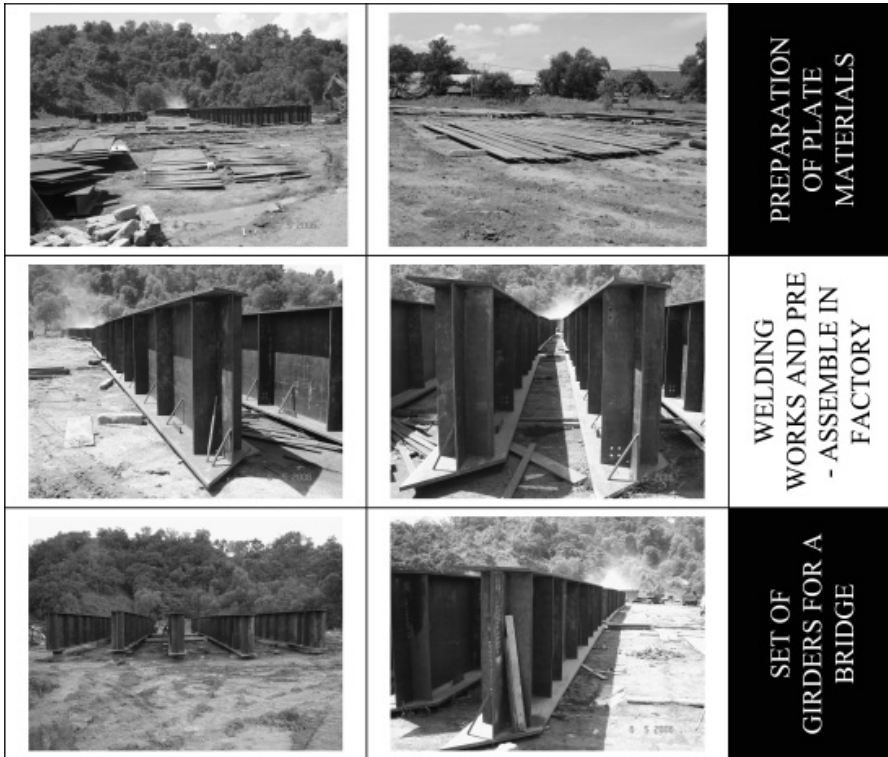 PREPARATION
OF PLATE
MATERIALS
WELDING
WORKS AND PRE
- ASSEMBLE IN
FACTORY
SET OF
GIRDERS FOR A
BRIDGE